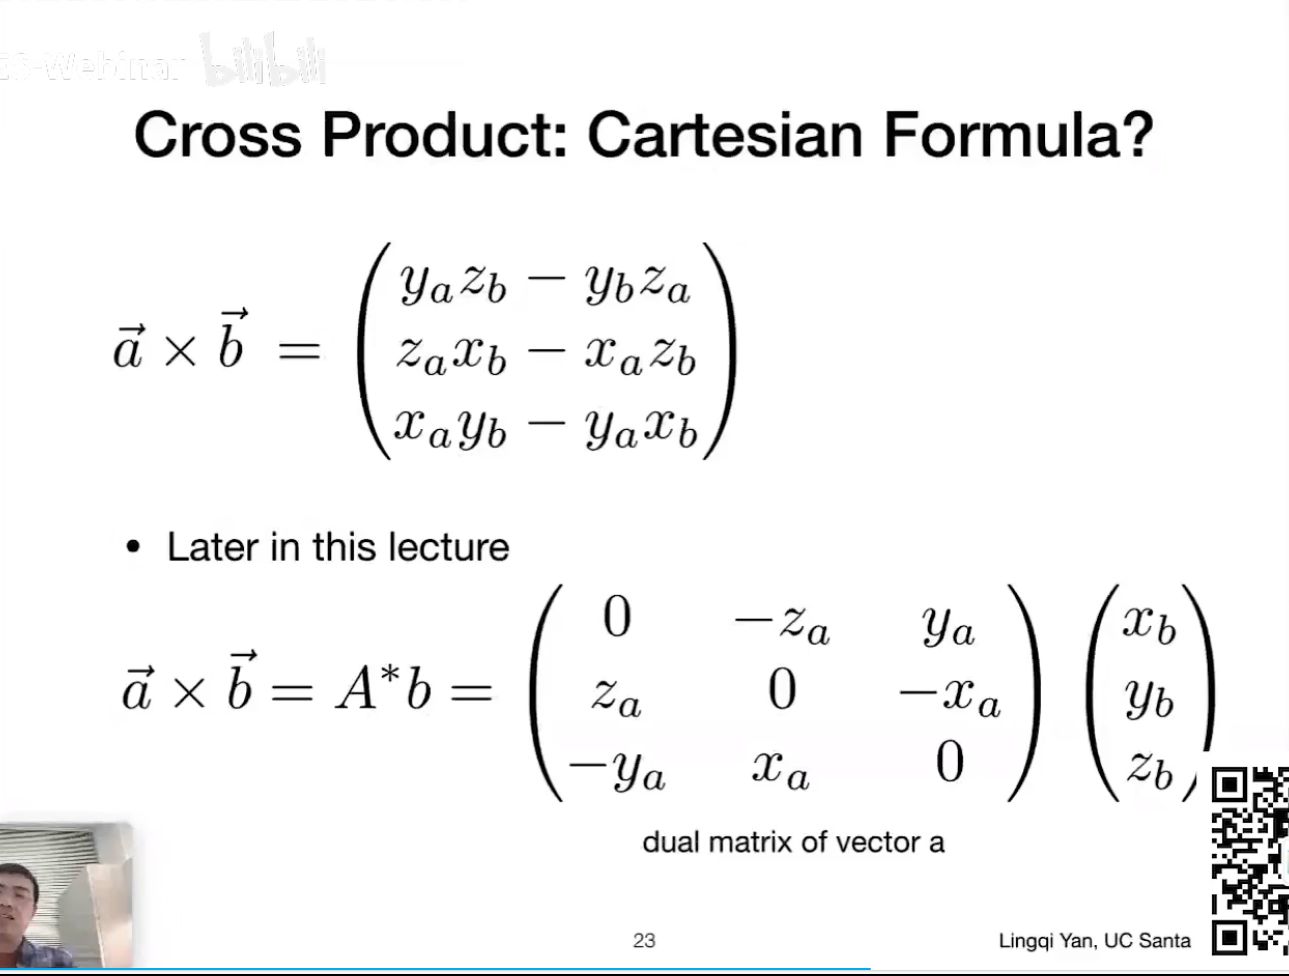 -Webinar bilibili
Cross Product: Cartesian Formula?
$\vec{a} \times \vec{b} = \begin{pmatrix} y_a z_b - y_b z_a \\ z_a x_b - x_a z_b \\ x_a y_b - y_a x_b \end{pmatrix}$
• Later in this lecture
$\vec{a} \times \vec{b} = A^* b = \begin{pmatrix} 0 & -z_a & y_a \\ z_a & 0 & -x_a \\ -y_a & x_a & 0 \end{pmatrix} \begin{pmatrix} x_b \\ y_b \\ z_b \end{pmatrix}$
dual matrix of vector a
23
Lingqi Yan, UC Santa